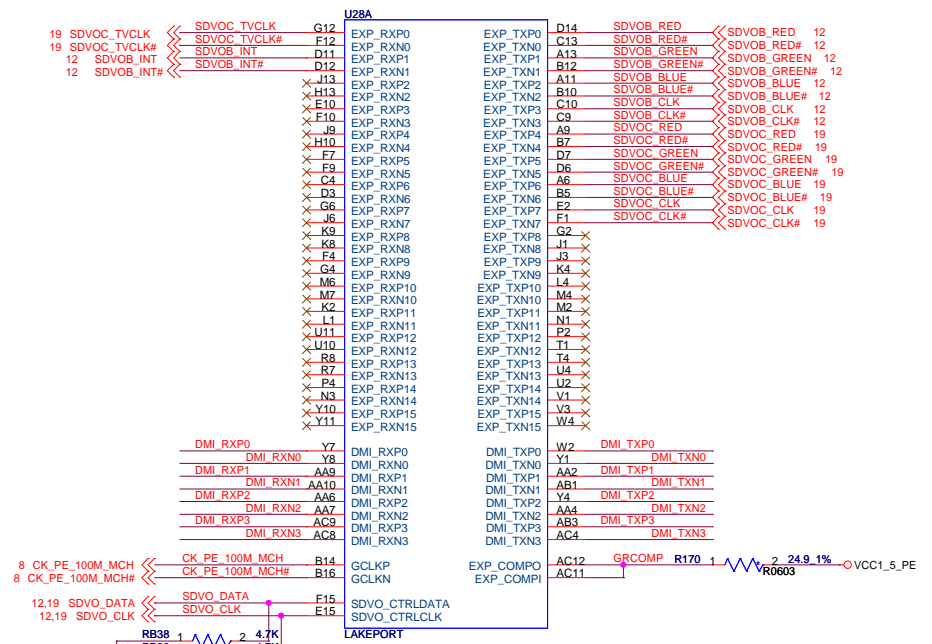 U28A
19 SDVOC_TVCLK SDVOC_TVCLK G12 EXP_RXP0 EXP_TXP0 D14 SDVOB_RED SDVOB_RED 12
19 SDVOC_TVCLK# SDVOC_TVCLK# F12 EXP_RXN0 EXP_TXN0 C13 SDVOB_RED# SDVOB_RED# 12
12 SDVOB_INT SDVOB_INT D11 EXP_RXP1 EXP_TXP1 A13 SDVOB_GREEN SDVOB_GREEN 12
12 SDVOB_INT# SDVOB_INT# D12 EXP_RXN1 EXP_TXN1 B12 SDVOB_GREEN# SDVOB_GREEN# 12
J13 EXP_RXP2 EXP_TXP2 A11 SDVOB_BLUE SDVOB_BLUE 12
H13 EXP_RXN2 EXP_TXN2 B10 SDVOB_BLUE# SDVOB_BLUE# 12
E10 EXP_RXP3 EXP_TXP3 C10 SDVOB_CLK SDVOB_CLK 12
F10 EXP_RXN3 EXP_TXN3 C9 SDVOB_CLK# SDVOB_CLK# 12
J9 EXP_RXP4 EXP_TXP4 A9 SDVOC_RED SDVOC_RED 19
H10 EXP_RXN4 EXP_TXN4 B7 SDVOC_RED# SDVOC_RED# 19
F7 EXP_RXP5 EXP_TXP5 D7 SDVOC_GREEN SDVOC_GREEN 19
F9 EXP_RXN5 EXP_TXN5 D6 SDVOC_GREEN# SDVOC_GREEN# 19
C4 EXP_RXP6 EXP_TXP6 A6 SDVOC_BLUE SDVOC_BLUE 19
D3 EXP_RXN6 EXP_TXN6 B5 SDVOC_BLUE# SDVOC_BLUE# 19
G6 EXP_RXP7 EXP_TXP7 E2 SDVOC_CLK SDVOC_CLK 19
J6 EXP_RXN7 EXP_TXN7 F1 SDVOC_CLK# SDVOC_CLK# 19
K9 EXP_RXP8 EXP_TXP8 G2
K8 EXP_RXN8 EXP_TXN8 J1
F4 EXP_RXP9 EXP_TXP9 J3
G4 EXP_RXN9 EXP_TXN9 K4
M6 EXP_RXP10 EXP_TXP10 L4
M7 EXP_RXN10 EXP_TXN10 M4
K2 EXP_RXP11 EXP_TXP11 M2
L1 EXP_RXN11 EXP_TXN11 N1
U11 EXP_RXP12 EXP_TXP12 P2
U10 EXP_RXN12 EXP_TXN12 T1
R8 EXP_RXP13 EXP_TXP13 T4
R7 EXP_RXN13 EXP_TXN13 U4
P4 EXP_RXP14 EXP_TXP14 U2
N3 EXP_RXN14 EXP_TXN14 V1
Y10 EXP_RXP15 EXP_TXP15 V3
Y11 EXP_RXN15 EXP_TXN15 W4
DMI_RXP0 Y7 DMI_RXP0 DMI_TXP0 W2 DMI_TXP0
DMI_RXN0 Y8 DMI_RXN0 DMI_TXN0 Y1 DMI_TXN0
DMI_RXP1 AA9 DMI_RXP1 DMI_TXP1 AA2 DMI_TXP1
DMI_RXN1 AA10 DMI_RXN1 DMI_TXN1 AB1 DMI_TXN1
DMI_RXP2 AA6 DMI_RXP2 DMI_TXP2 Y4 DMI_TXP2
DMI_RXN2 AA7 DMI_RXN2 DMI_TXN2 AA4 DMI_TXN2
DMI_RXP3 AC9 DMI_RXP3 DMI_TXP3 AB3 DMI_TXP3
DMI_RXN3 AC8 DMI_RXN3 DMI_TXN3 AC4 DMI_TXN3
8 CK_PE_100M_MCH CK_PE_100M_MCH B14 GCLKP EXP_COMPO AC12 GRCOMP R170 1 2 24.9_1% VCC1_5_PE
8 CK_PE_100M_MCH# CK_PE_100M_MCH# B16 GCLKN EXP_COMPI AC11 R0603
12,19 SDVO_DATA SDVO_DATA F15 SDVO_CTRLDATA
12,19 SDVO_CLK SDVO_CLK E15 SDVO_CTRLCLK
RB38 1 2 4.7K LAKEPORT